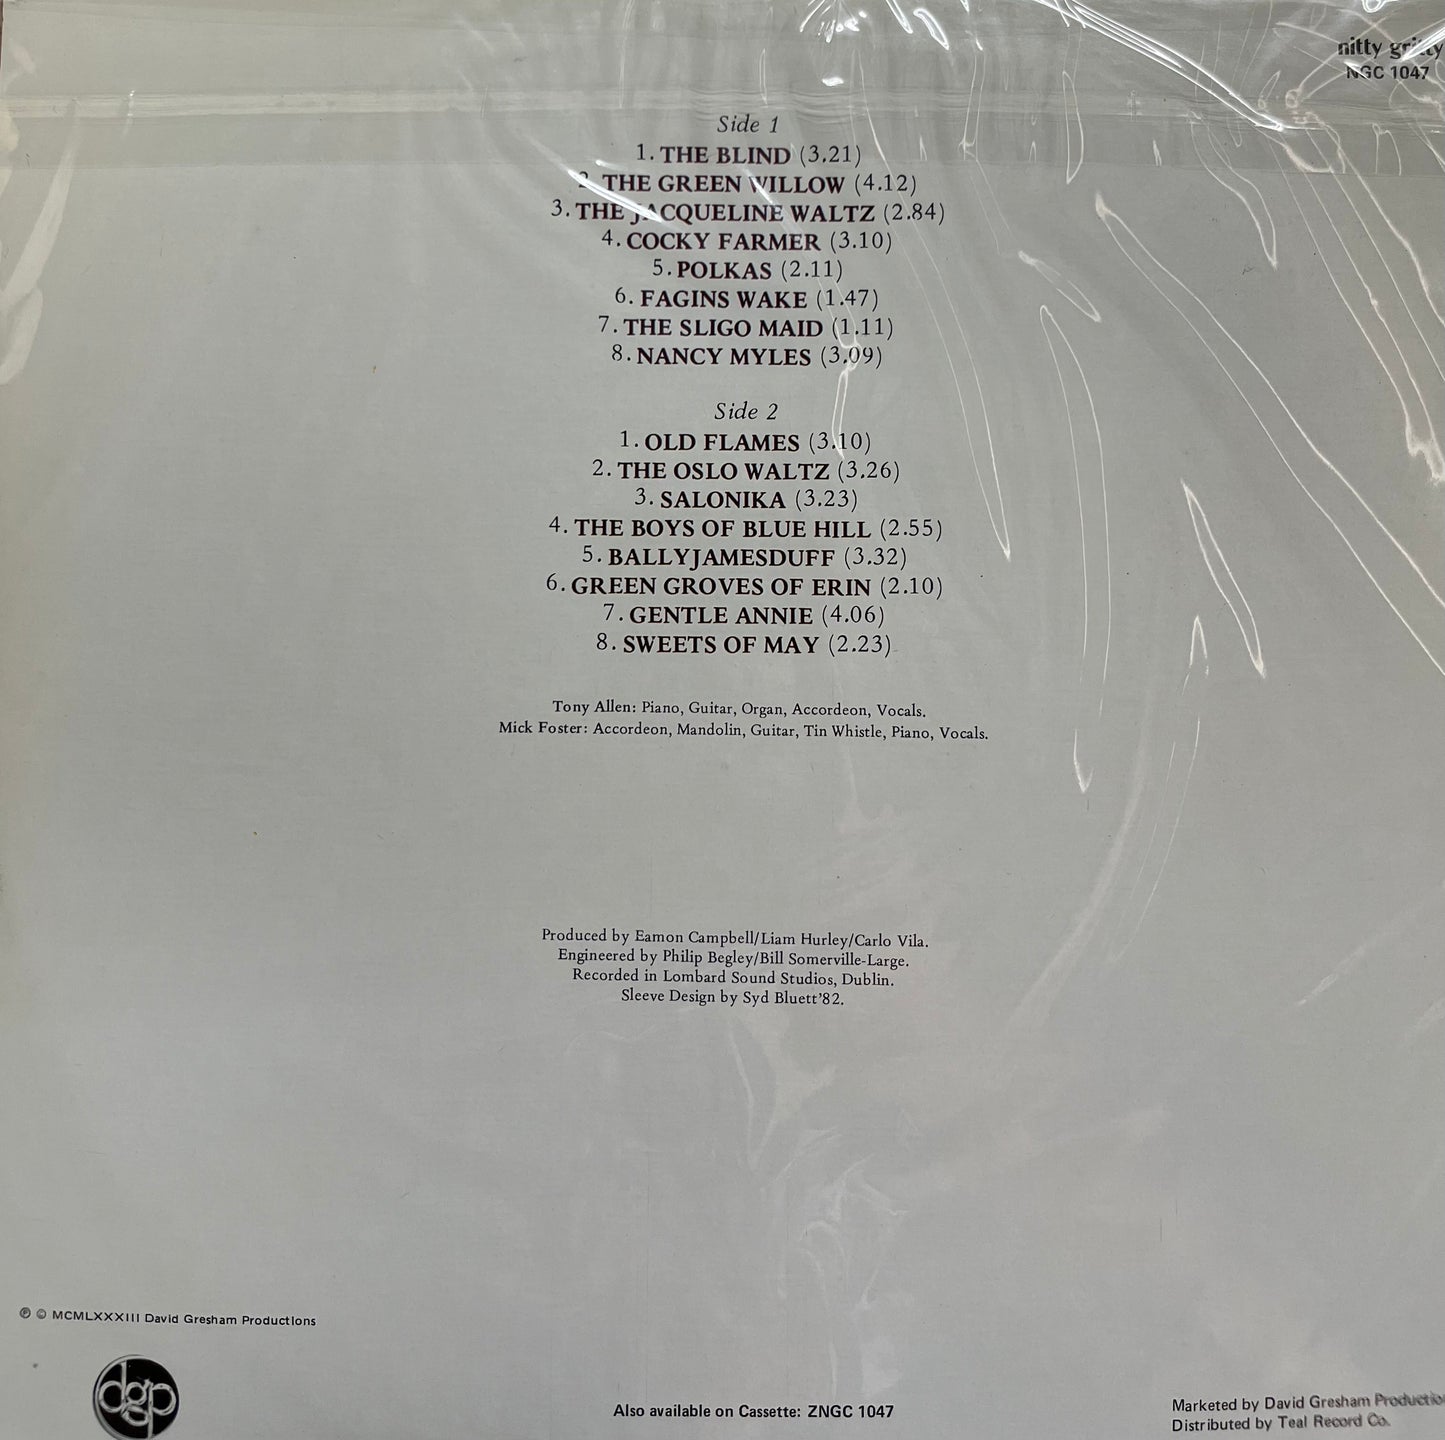 nitty gritty
NGC 1047
Side 1
1. THE BLIND (3.21)
2. THE GREEN WILLOW (4.12)
3. THE JACQUELINE WALTZ (2.84)
4. COCKY FARMER (3.10)
5. POLKAS (2.11)
6. FAGINS WAKE (1.47)
7. THE SLIGO MAID (1.11)
8. NANCY MYLES (3.09)
Side 2
1. OLD FLAMES (3.10)
2. THE OSLO WALTZ (3.26)
3. SALONIKA (3.23)
4. THE BOYS OF BLUE HILL (2.55)
5. BALLYJAMESDUFF (3.32)
6. GREEN GROVES OF ERIN (2.10)
7. GENTLE ANNIE (4.06)
8. SWEETS OF MAY (2.23)
Tony Allen: Piano, Guitar, Organ, Accordeon, Vocals.
Mick Foster: Accordeon, Mandolin, Guitar, Tin Whistle, Piano, Vocals.
Produced by Eamon Campbell/Liam Hurley/Carlo Vila.
Engineered by Philip Begley/Bill Somerville-Large.
Recorded in Lombard Sound Studios, Dublin.
Sleeve Design by Syd Bluett'82.
℗ © MCMLXXXIII David Gresham Productions
dgp
Also available on Cassette: ZNGC 1047
Marketed by David Gresham Productio
Distributed by Teal Record Co.